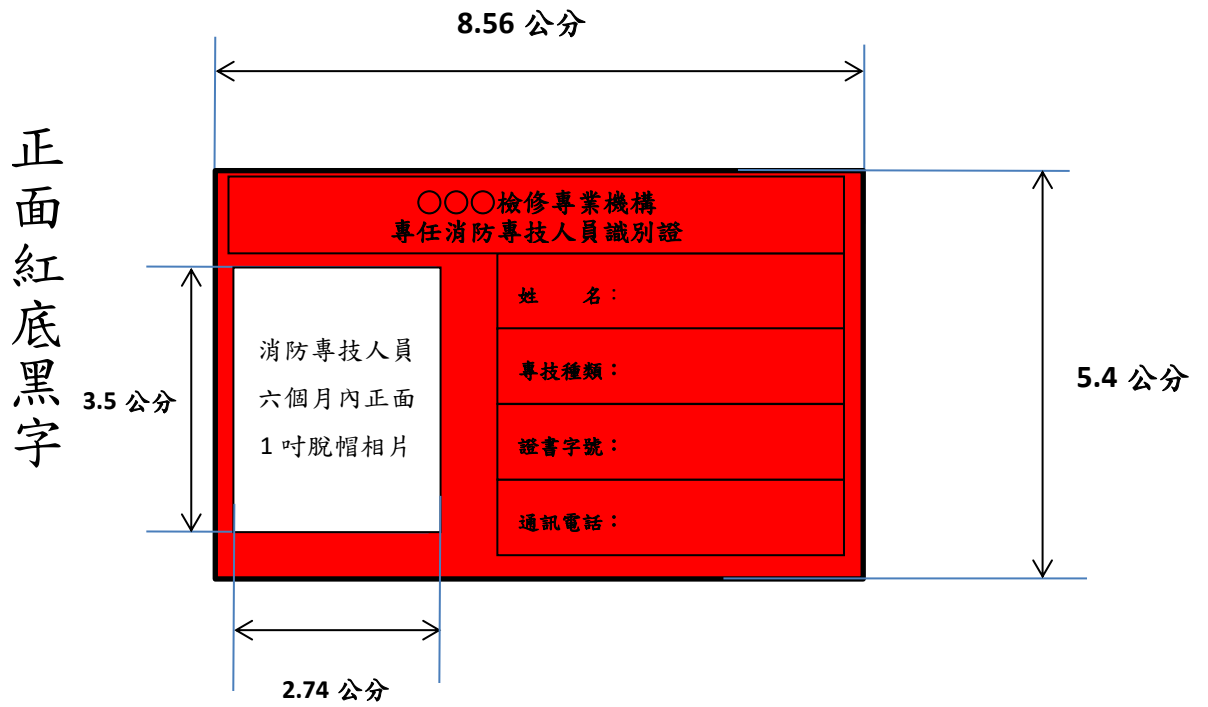 8.56 公分
正面紅底黑字
○○○檢修專業機構
專任消防專技人員識別證
姓　　名：
專技種類：
證書字號：
通訊電話：
消防專技人員
六個月內正面
1 吋脫帽相片
3.5 公分
5.4 公分
2.74 公分